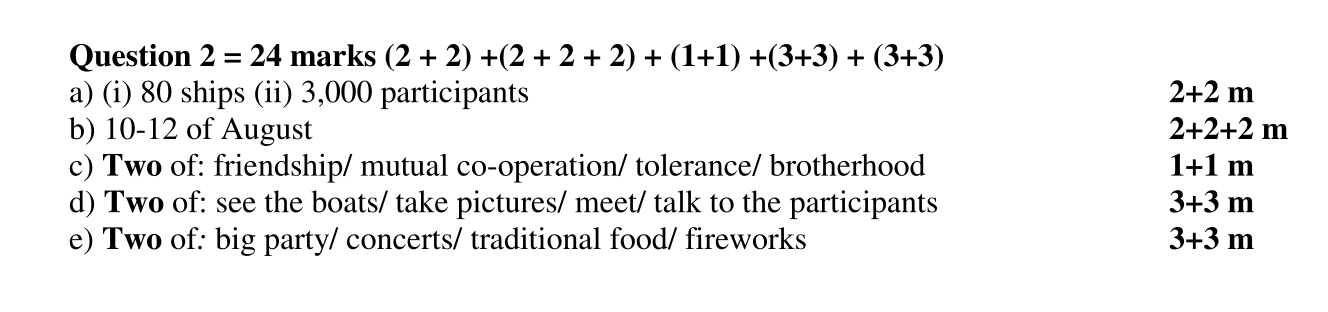 Question 2 = 24 marks (2 + 2) +(2 + 2 + 2) + (1+1) +(3+3) + (3+3)
a) (i) 80 ships (ii) 3,000 participants 2+2 m
b) 10-12 of August 2+2+2 m
c) Two of: friendship/ mutual co-operation/ tolerance/ brotherhood 1+1 m
d) Two of: see the boats/ take pictures/ meet/ talk to the participants 3+3 m
e) Two of: big party/ concerts/ traditional food/ fireworks 3+3 m